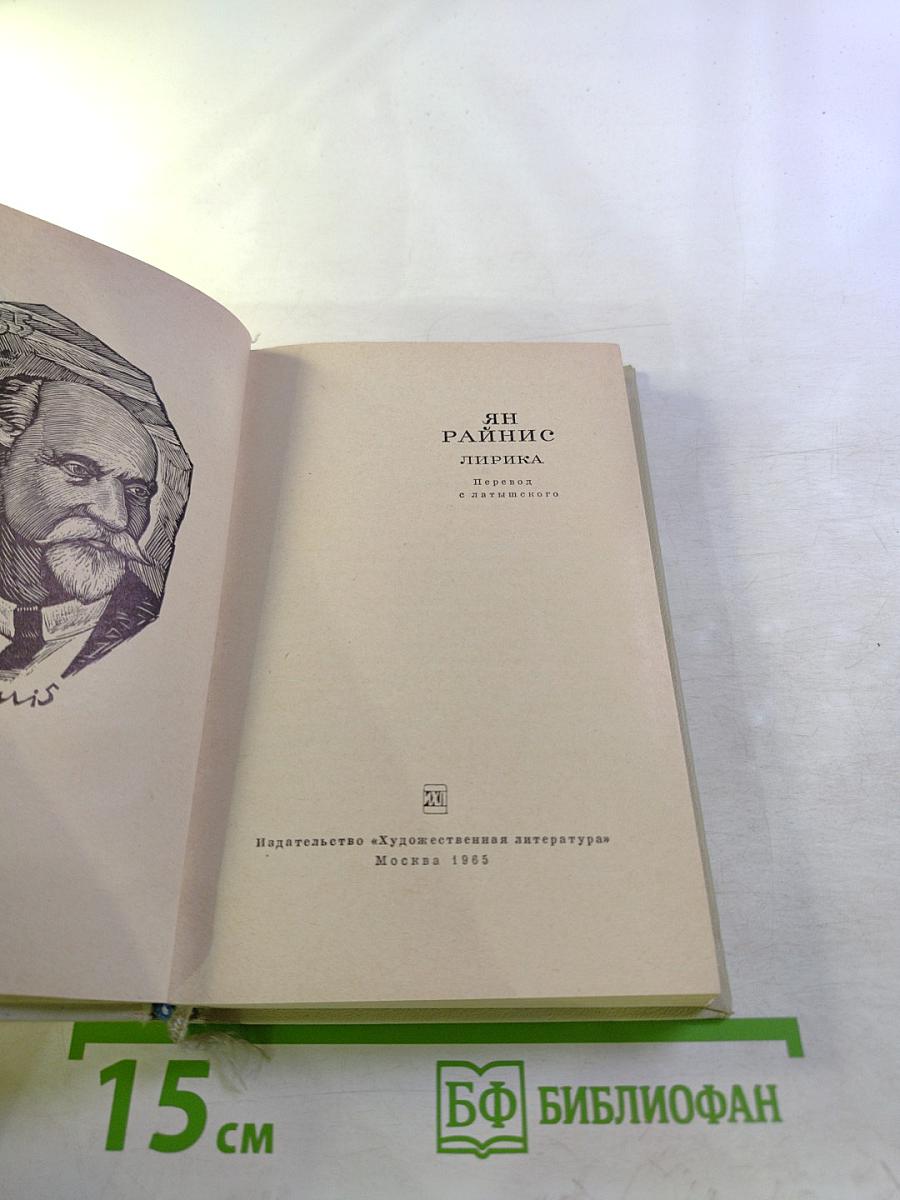 ЯН
РАЙНИС
ЛИРИКА
Перевод
с латышского
Издательство «Художественная литература»
Москва 1965
15 см
БФ БИБЛИОФАН